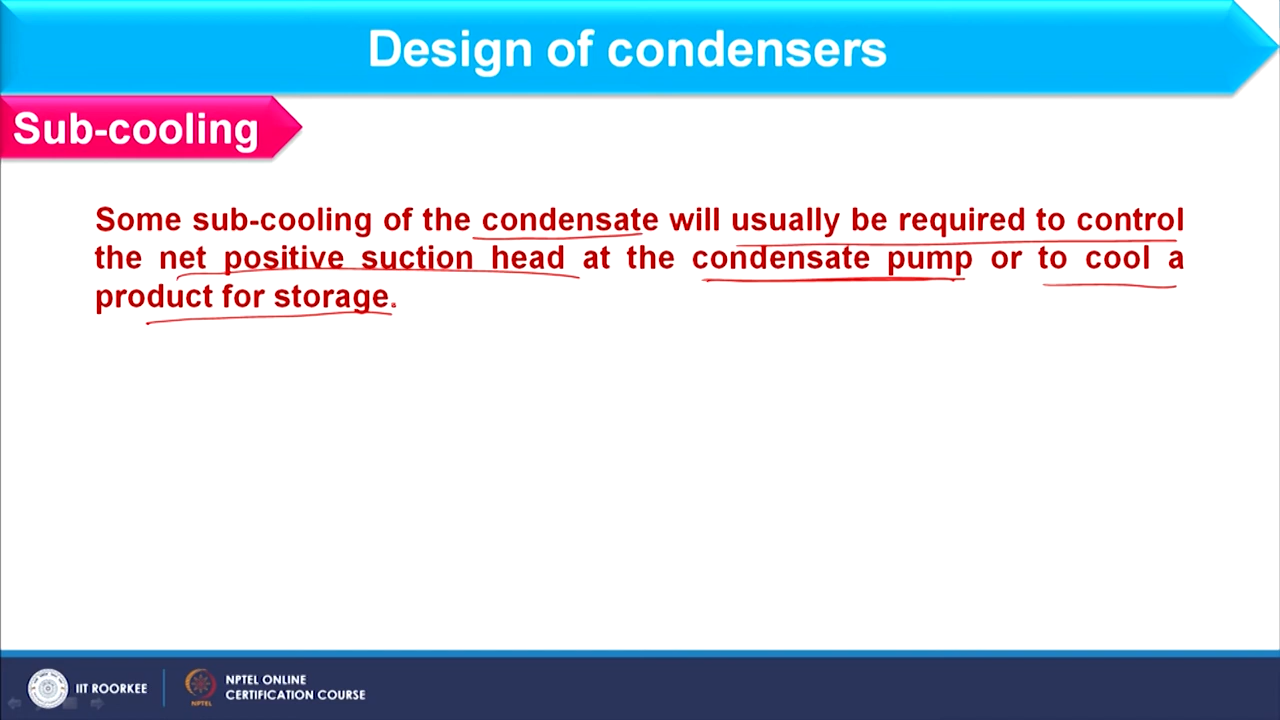 Design of condensers
Sub-cooling
Some sub-cooling of the condensate will usually be required to control
the net positive suction head at the condensate pump or to cool a
product for storage.
IIT ROORKEE
NPTEL ONLINE
CERTIFICATION COURSE
NPTEL